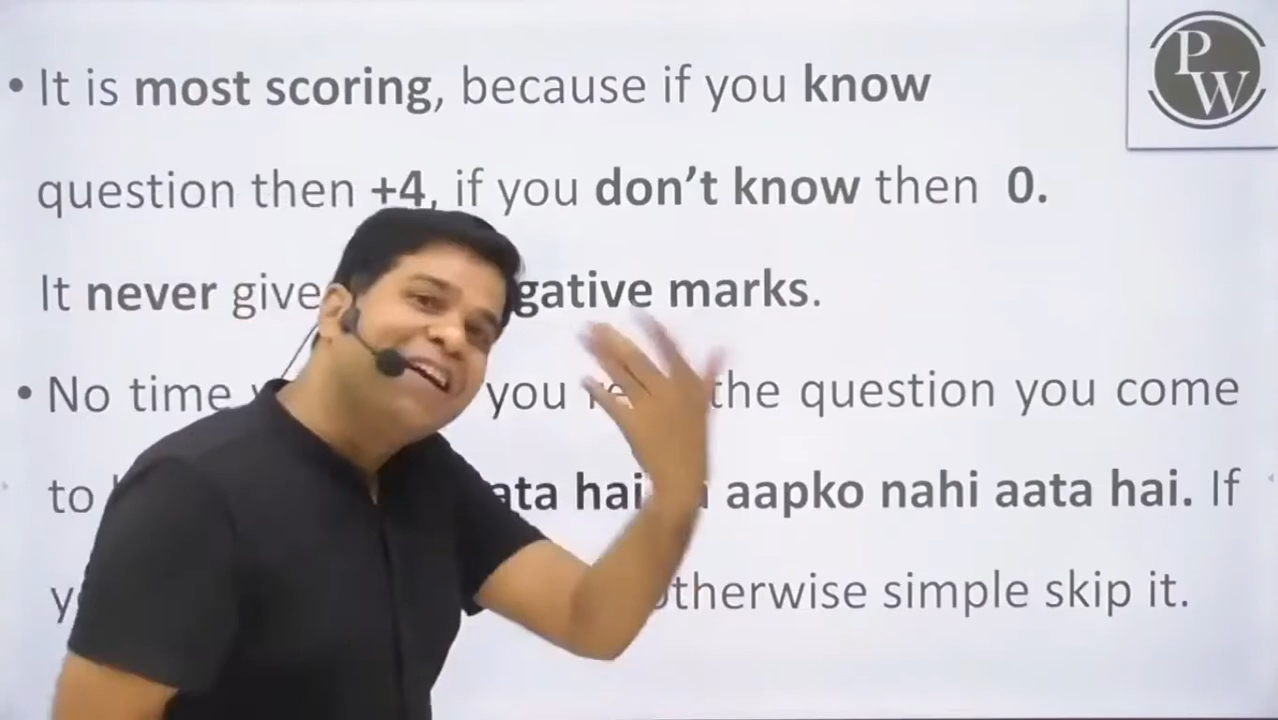 PW
• It is most scoring, because if you know
question then +4, if you don’t know then 0.
It never give gative marks.
• No time you the question you come
to ata hai aapko nahi aata hai. If
therwise simple skip it.